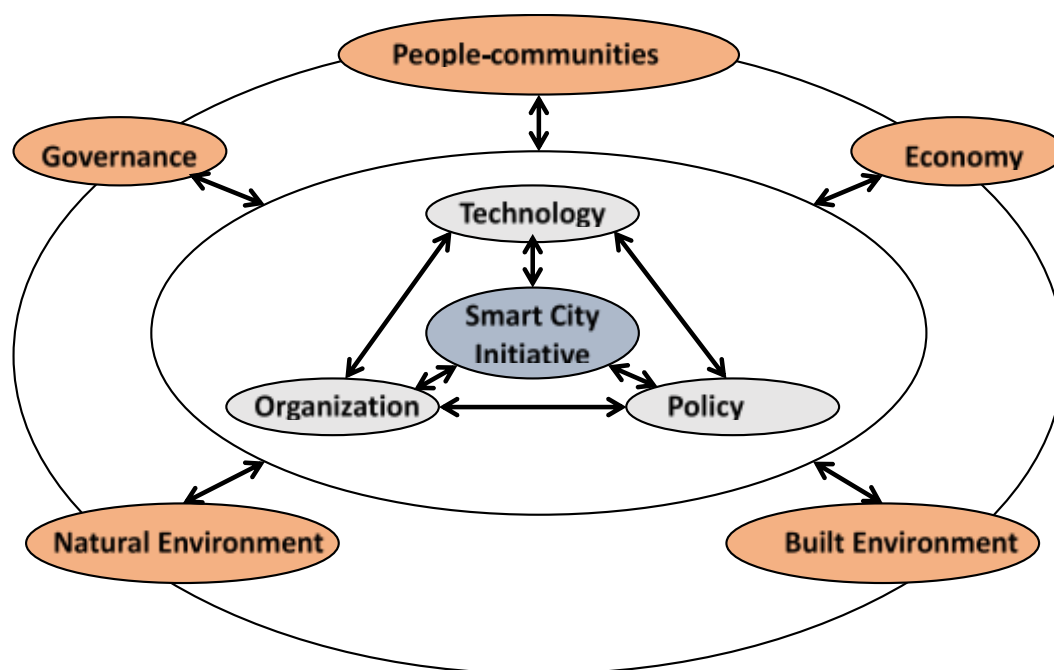 People-communities
Governance
Economy
Technology
Smart City
Initiative
Organization
Policy
Natural Environment
Built Environment